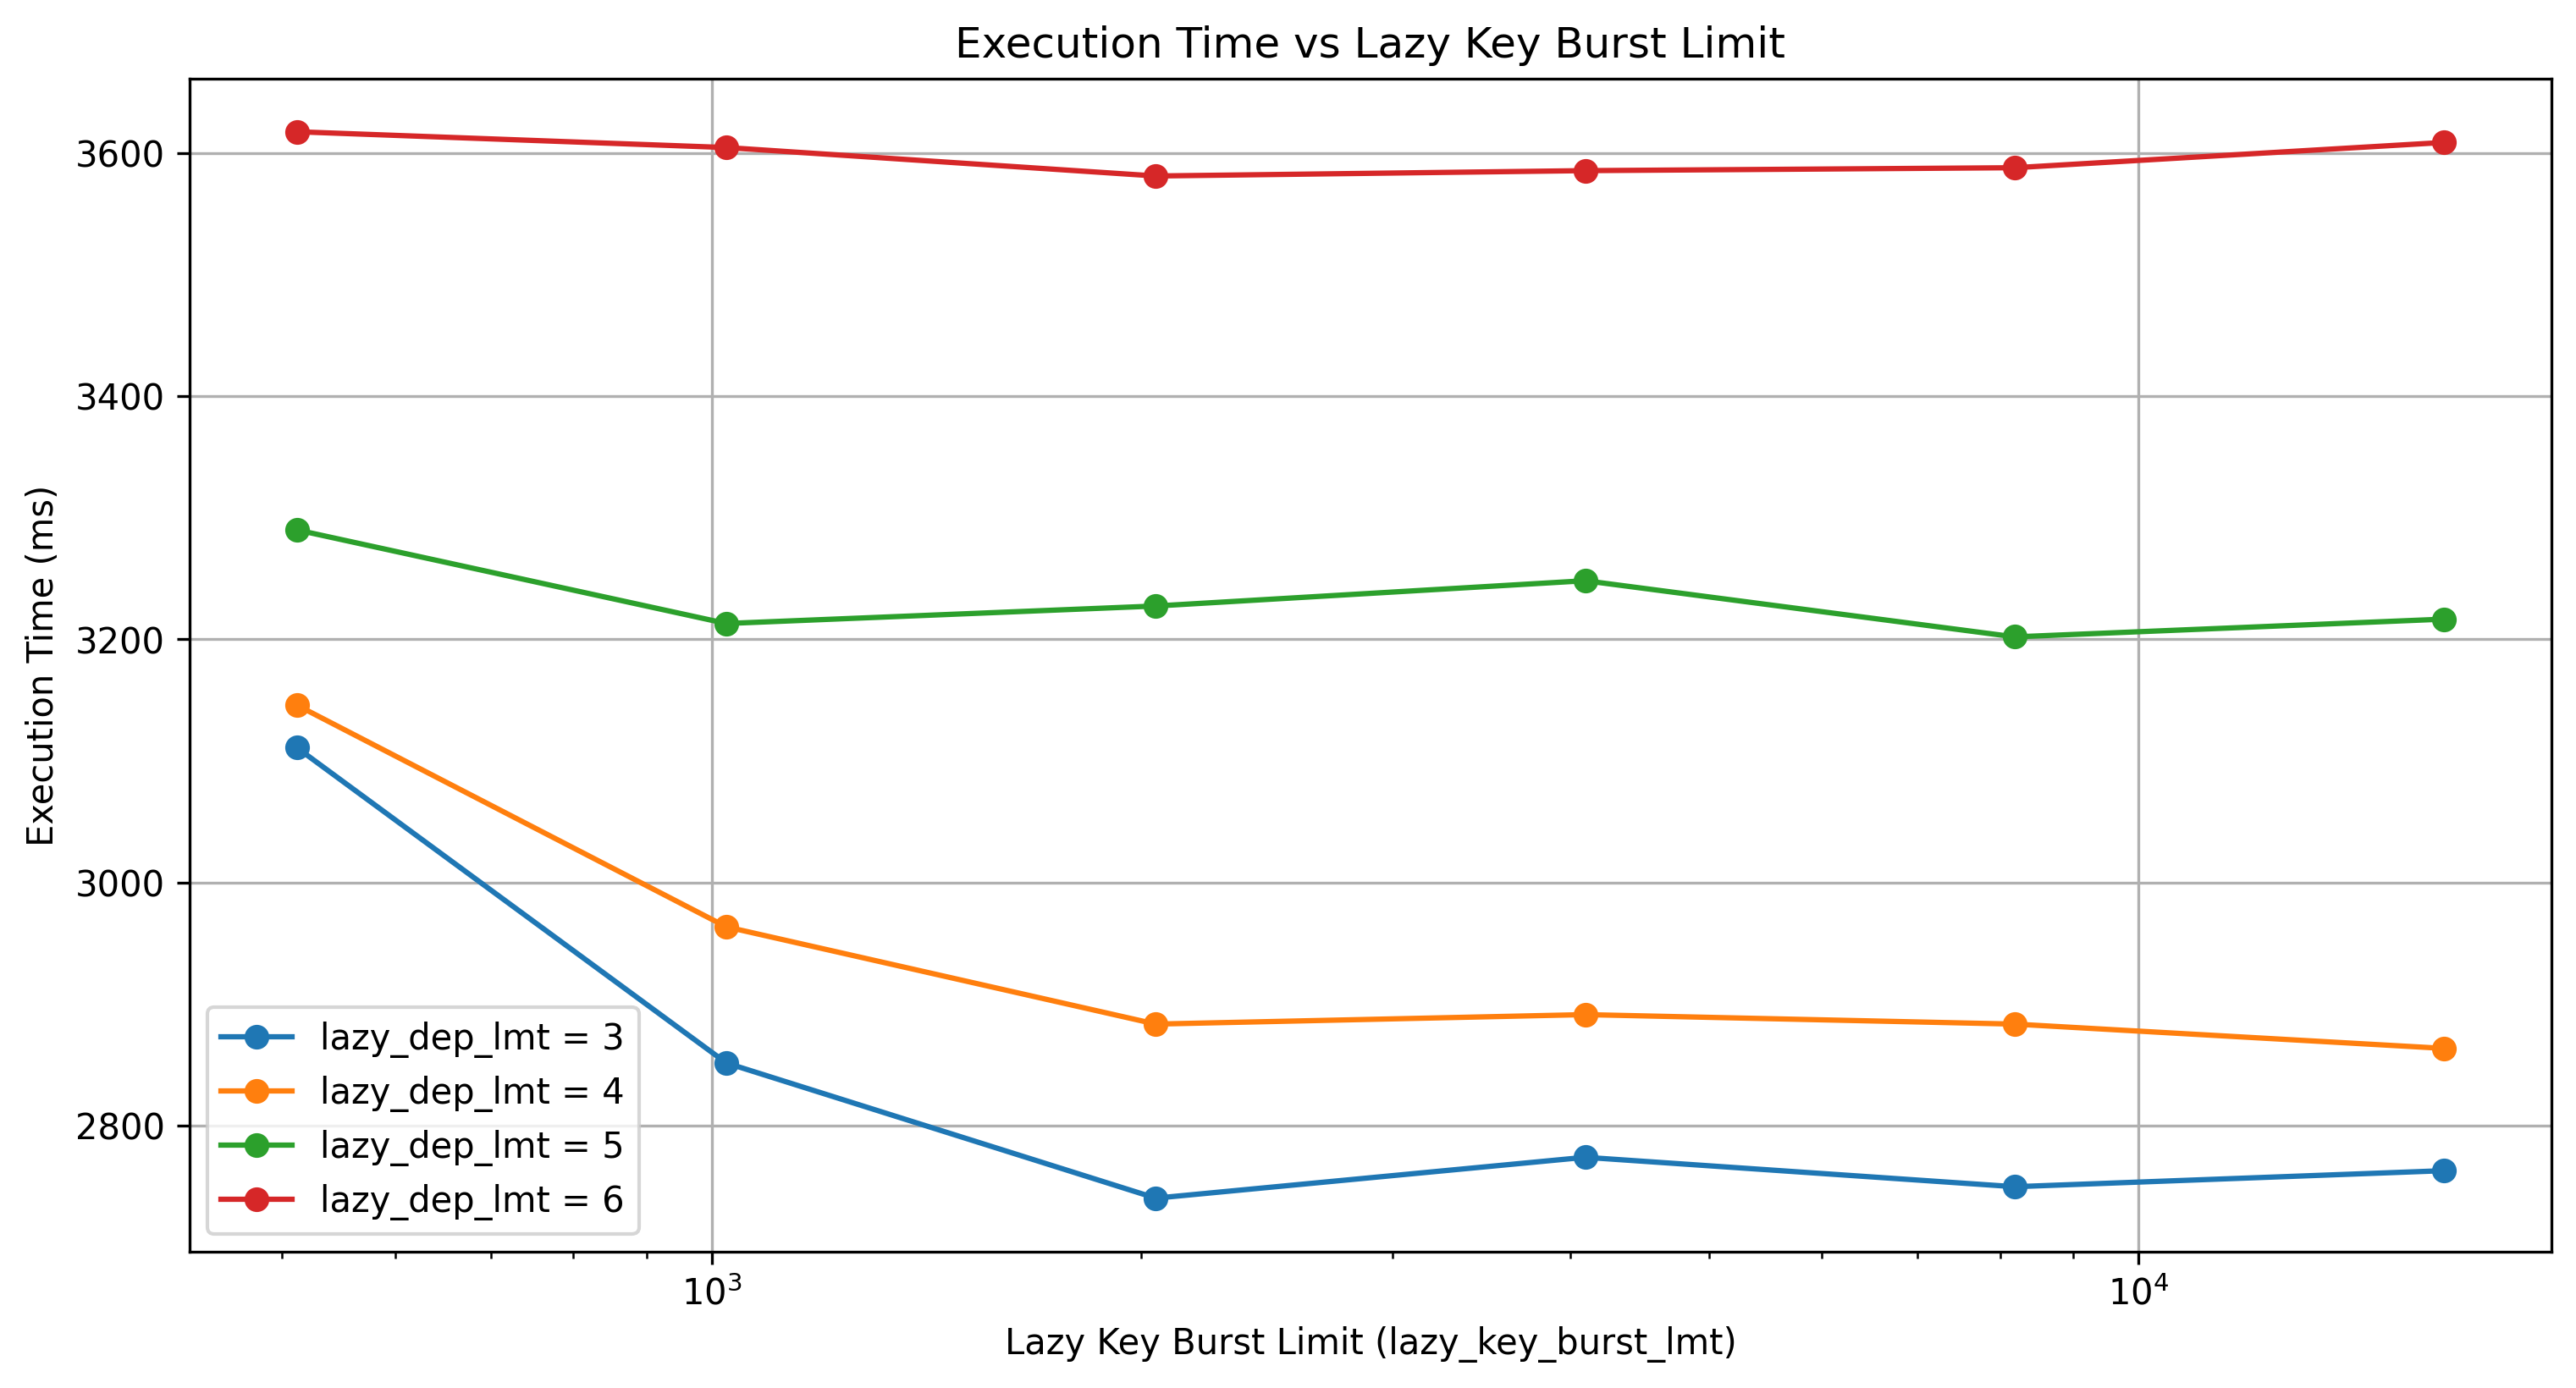 Execution Time vs Lazy Key Burst Limit
Execution Time (ms)
3600
3400
3200
3000
2800
lazy_dep_lmt = 3
lazy_dep_lmt = 4
lazy_dep_lmt = 5
lazy_dep_lmt = 6
10³
10⁴
Lazy Key Burst Limit (lazy_key_burst_lmt)